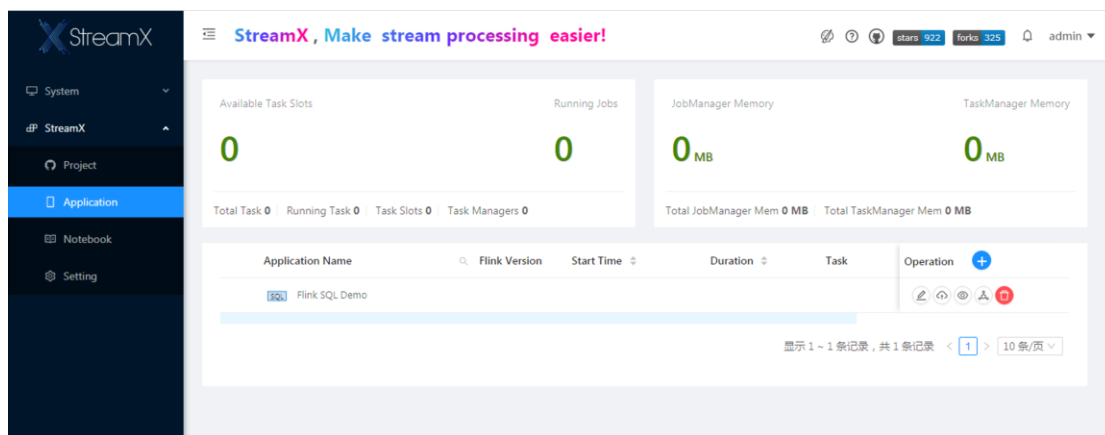 StreamX
StreamX , Make stream processing easier!
stars 922 forks 325 admin
System
StreamX
Project
Application
Notebook
Setting
Available Task Slots Running Jobs
0 0
Total Task 0 Running Task 0 Task Slots 0 Task Managers 0
JobManager Memory TaskManager Memory
0 MB 0 MB
Total JobManager Mem 0 MB Total TaskManager Mem 0 MB
Application Name Flink Version Start Time Duration Task Operation
SQL Flink SQL Demo
显示 1 ~ 1 条记录，共 1 条记录 < 1 > 10 条/页